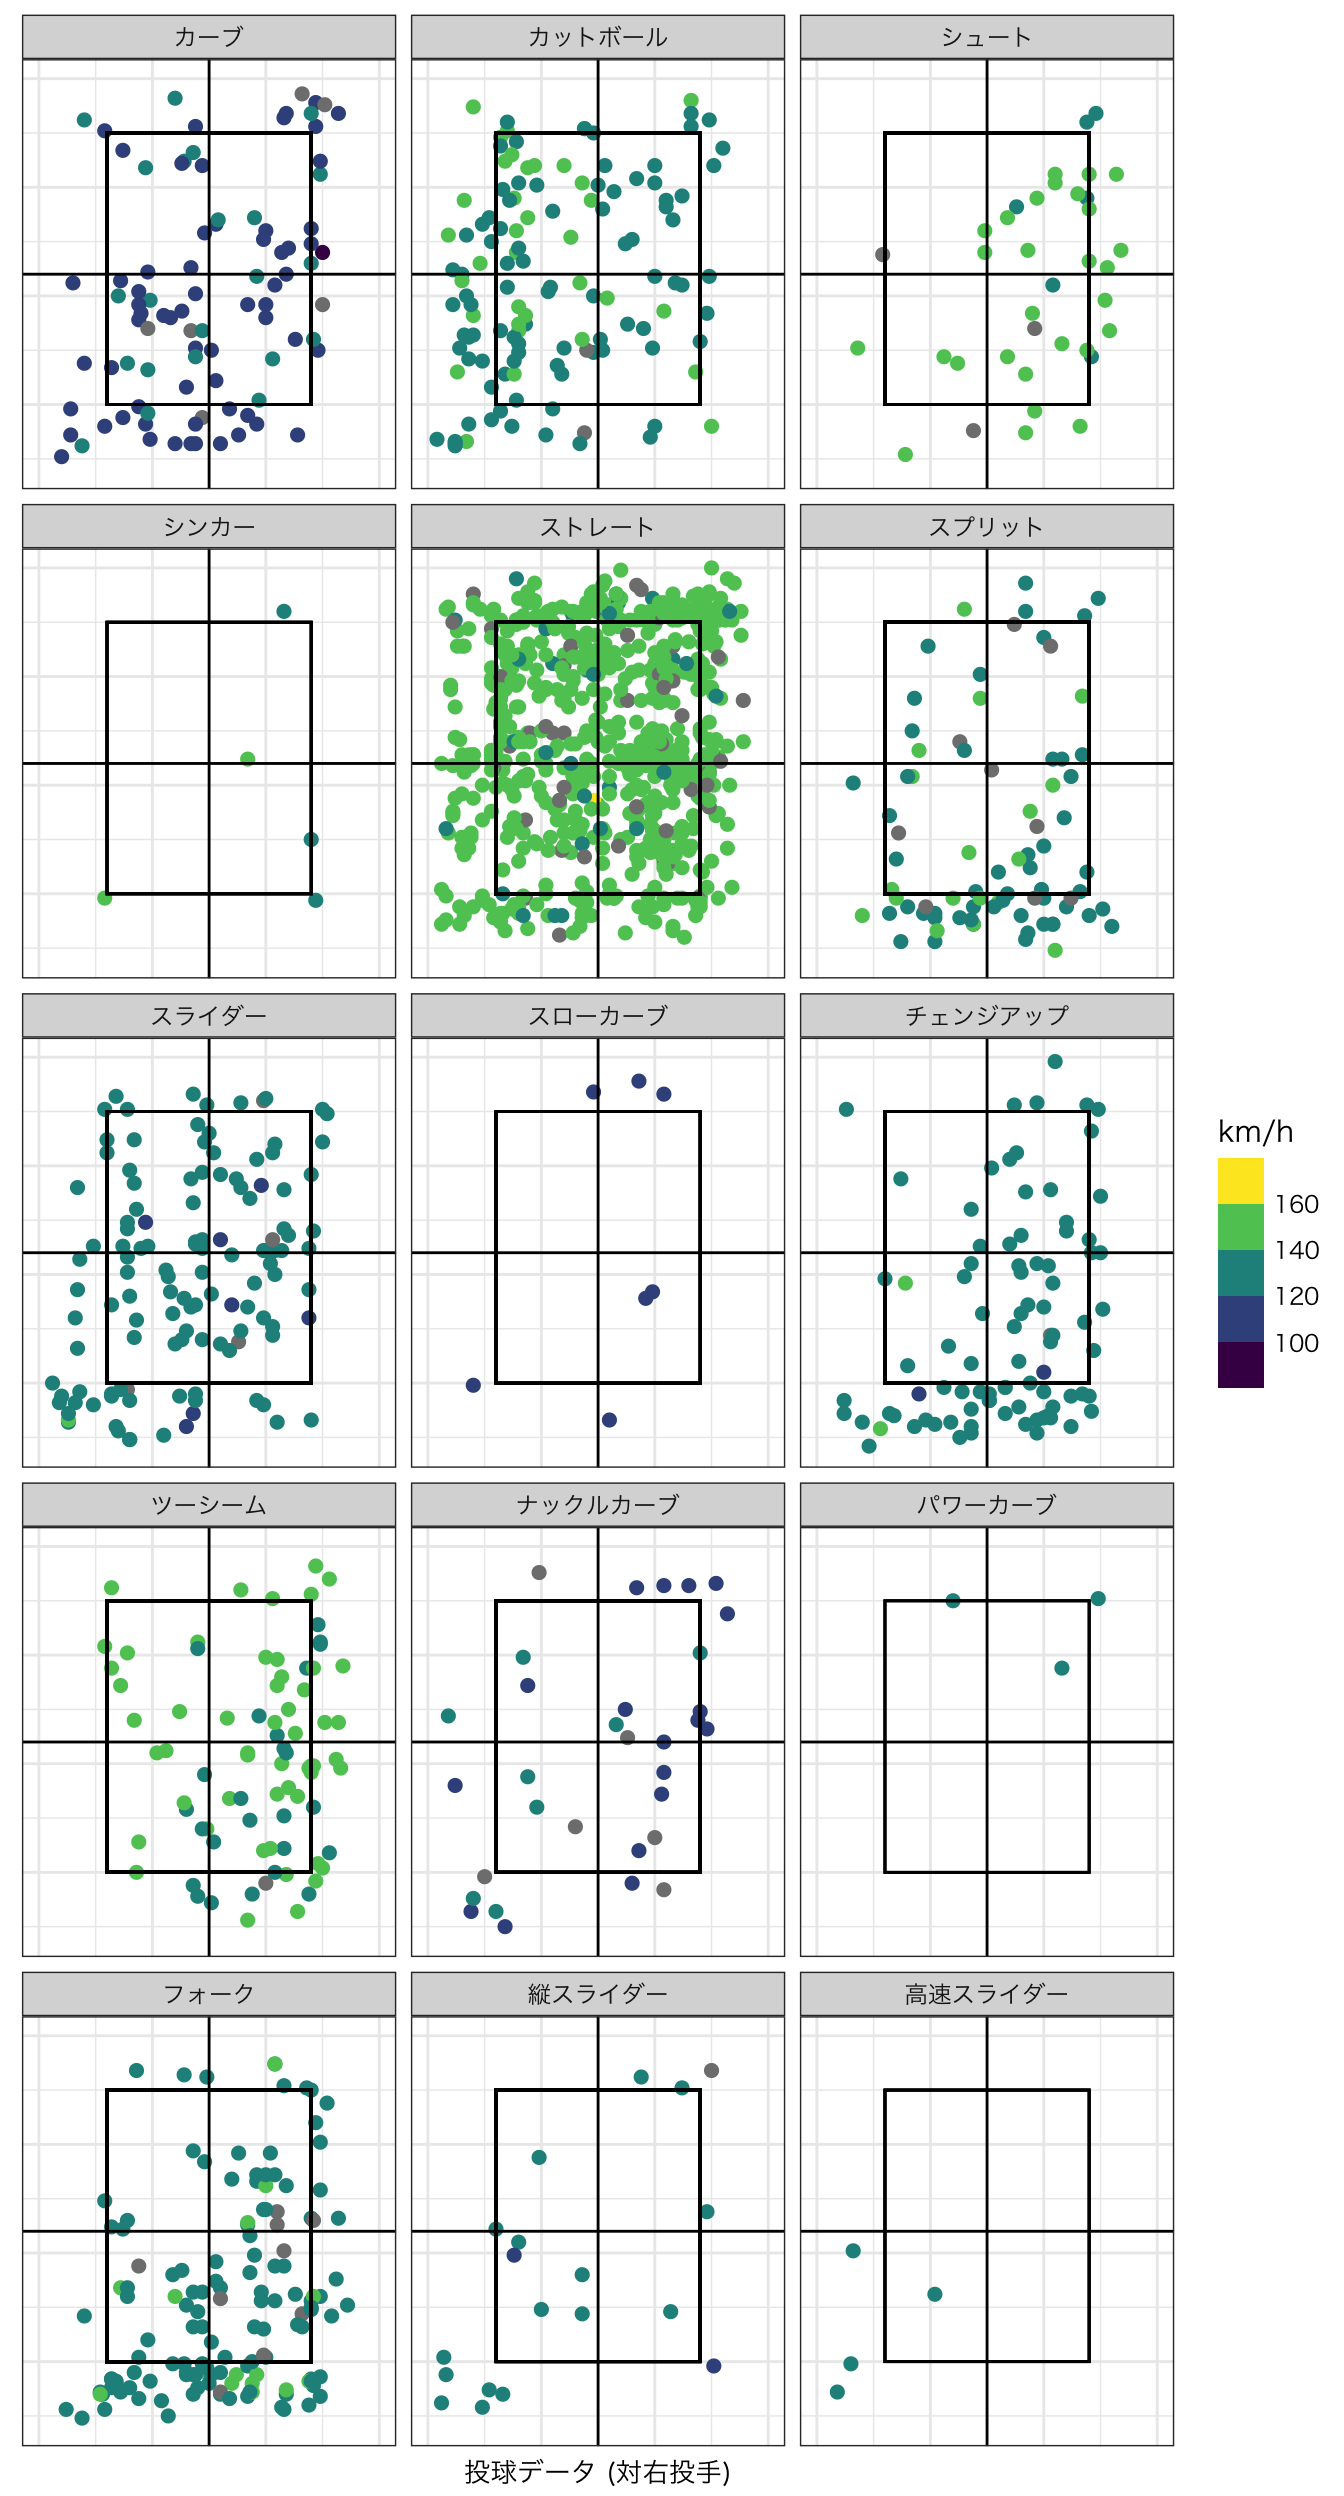 カーブ
カットボール
シュート
シンカー
ストレート
スプリット
スライダー
スローカーブ
チェンジアップ
km/h
160
140
120
100
ツーシーム
ナックルカーブ
パワーカーブ
フォーク
縦スライダー
高速スライダー
投球データ (対右投手)